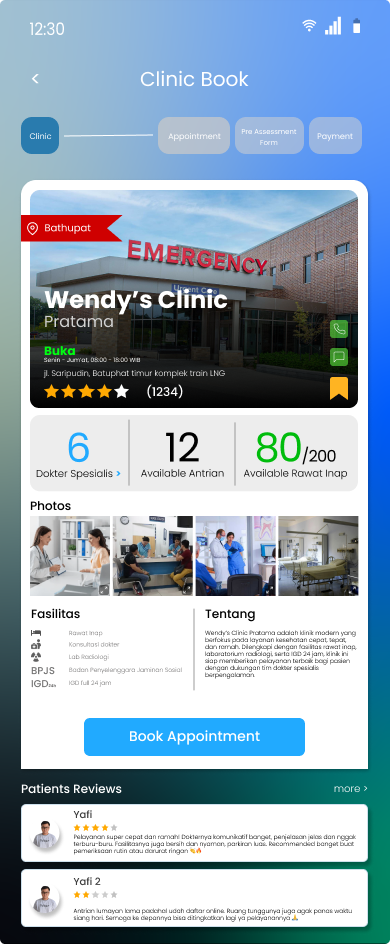 12:30
<
Clinic Book
Clinic
Appointment
Pre Assessment
Form
Payment
Bathupat
EMERGENCY
Urgent Care
Wendy's Clinic
Pratama
Buka
Senin - Jum'at, 08:00 - 18:00 WIB
jl. Saripudin, Batuphat timur komplek train LNG
(1234)
6
Dokter Spesialis >
12
Available Antrian
80/200
Available Rawat Inap
Photos
Fasilitas
Rawat Inap
Konsultasi dokter
Lab Radiologi
BPJS Badan Penyelenggara Jaminan Sosial
IGD 24h IGD full 24 jam
Tentang
Wendy's Clinic Pratama adalah klinik modern yang
berfokus pada layanan kesehatan cepat, tepat,
dan ramah. Dilengkapi dengan fasilitas rawat inap,
laboratorium radiologi, serta IGD 24 jam, klinik ini
siap memberikan pelayanan terbaik bagi pasien
dengan dukungan tim dokter spesialis
berpengalaman.
Book Appointment
Patients Reviews
more >
Yafi
Pelayanan super cepat dan ramah! Dokternya komunikatif banget, penjelasan jelas dan nggak
terburu-buru. Fasilitasnya juga bersih dan nyaman, parkiran luas. Recommended banget buat
pemeriksaan rutin atau darurat ringan 👏🔥
Yafi 2
Antrian lumayan lama padahal udah daftar online. Ruang tunggunya juga agak panas waktu
siang hari. Semoga ke depannya bisa ditingkatkan lagi ya pelayanannya 🙏